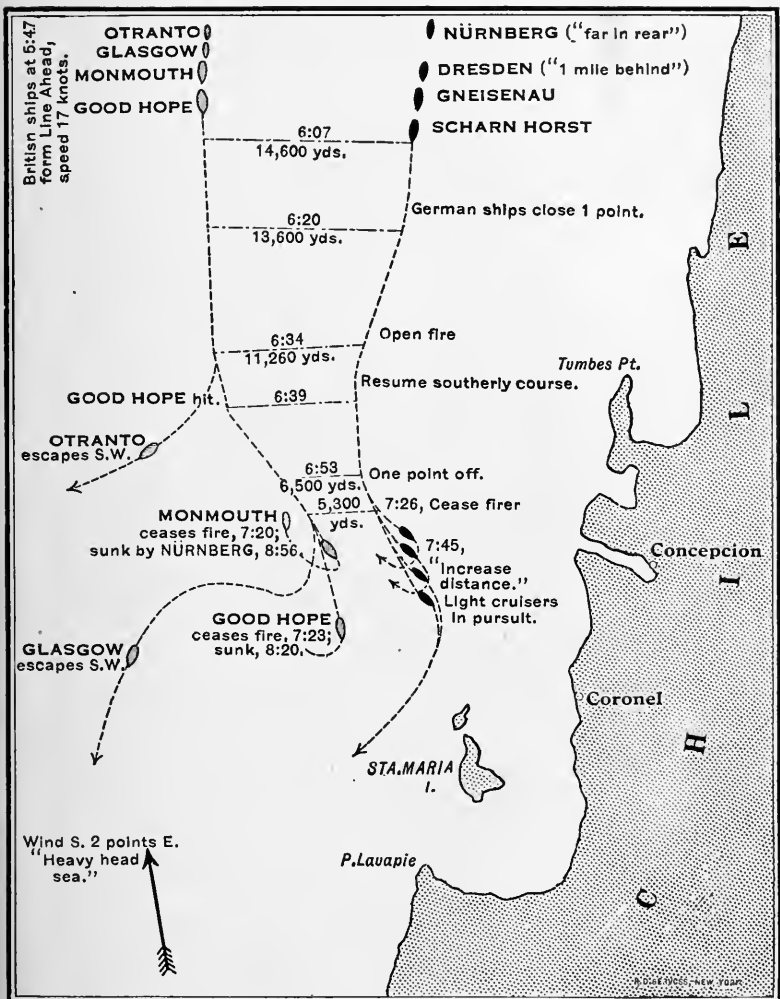 British ships at 5:47
form Line Ahead,
speed 17 knots.
OTRANTO
GLASGOW
MONMOUTH
GOOD HOPE
NÜRNBERG ("far in rear")
DRESDEN ("1 mile behind")
GNEISENAU
SCHARN HORST
6:07
14,600 yds.
German ships close 1 point.
6:20
13,600 yds.
6:34
11,260 yds.
Open fire
Resume southerly course.
GOOD HOPE hit.
6:39
OTRANTO
escapes S.W.
6:53
6,500 yds.
One point off.
5,300
yds.
7:26, Cease firer
MONMOUTH
ceases fire, 7:20;
sunk by NÜRNBERG, 8:56.
7:45,
"Increase
distance."
Light cruisers
in pursuit.
GOOD HOPE
ceases fire, 7:23;
sunk, 8:20.
GLASGOW
escapes S.W.
Tumbes Pt.
Concepcion
Coronel
STA.MARIA
I.
P.Lavapie
CHILE
Wind S. 2 points E.
"Heavy head
sea."
NEW YORK